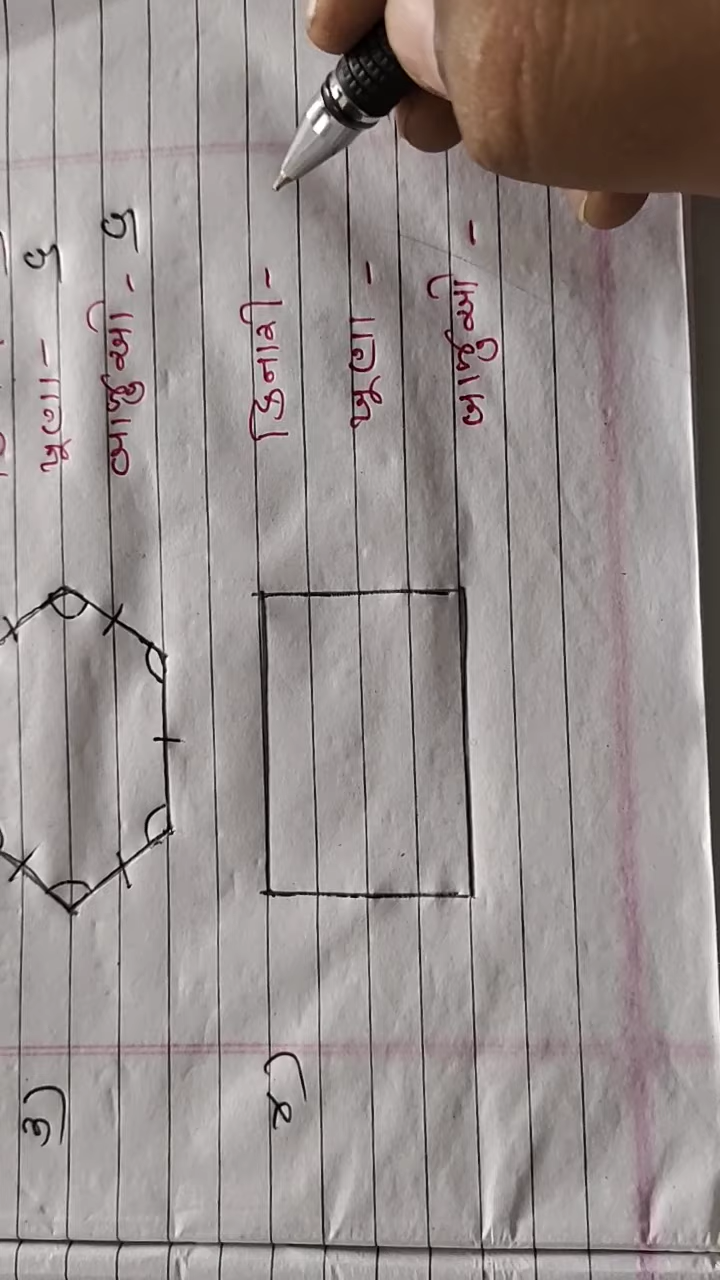 ૩)
ખૂણા - ૬
બાજુઓ - ૬
૪)
કિનારી -
ખૂણા -
બાજુઓ -